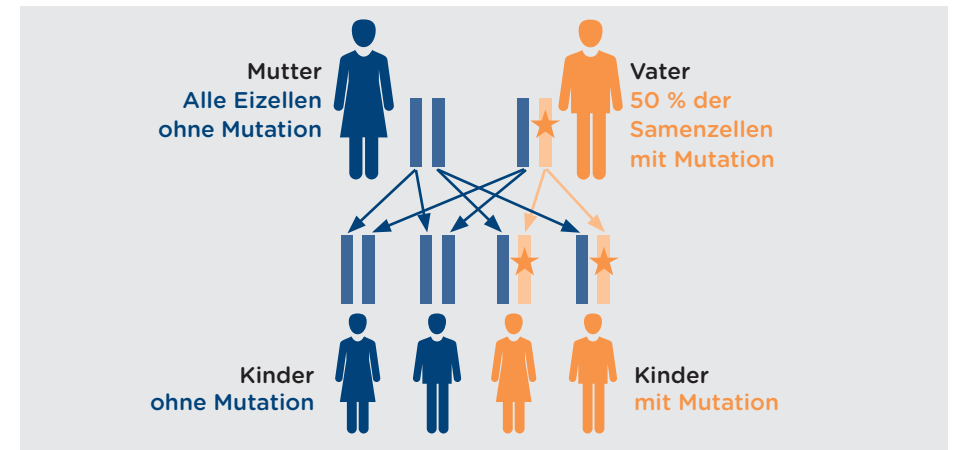 Mutter
Alle Eizellen
ohne Mutation
Vater
50 % der
Samenzellen
mit Mutation
Kinder
ohne Mutation
Kinder
mit Mutation